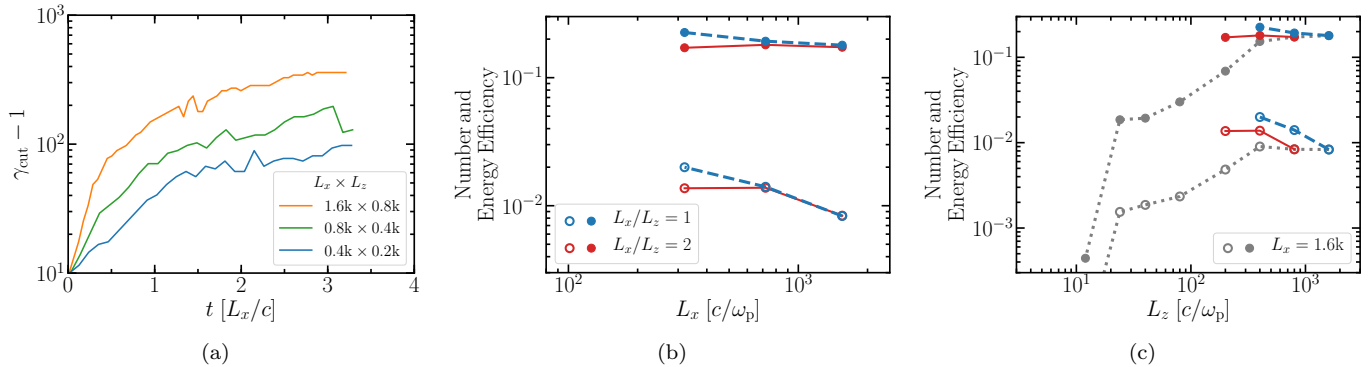 10^3
10^2
10^1
γ_cut − 1
0 1 2 3 4
t [L_x/c]
L_x × L_z
1.6k × 0.8k
0.8k × 0.4k
0.4k × 0.2k
(a)
Number and
Energy Efficiency
10^−1
10^−2
10^2 10^3
L_x [c/ω_p]
L_x/L_z = 1
L_x/L_z = 2
(b)
Number and
Energy Efficiency
10^−1
10^−2
10^−3
10^1 10^2 10^3
L_z [c/ω_p]
L_x = 1.6k
(c)